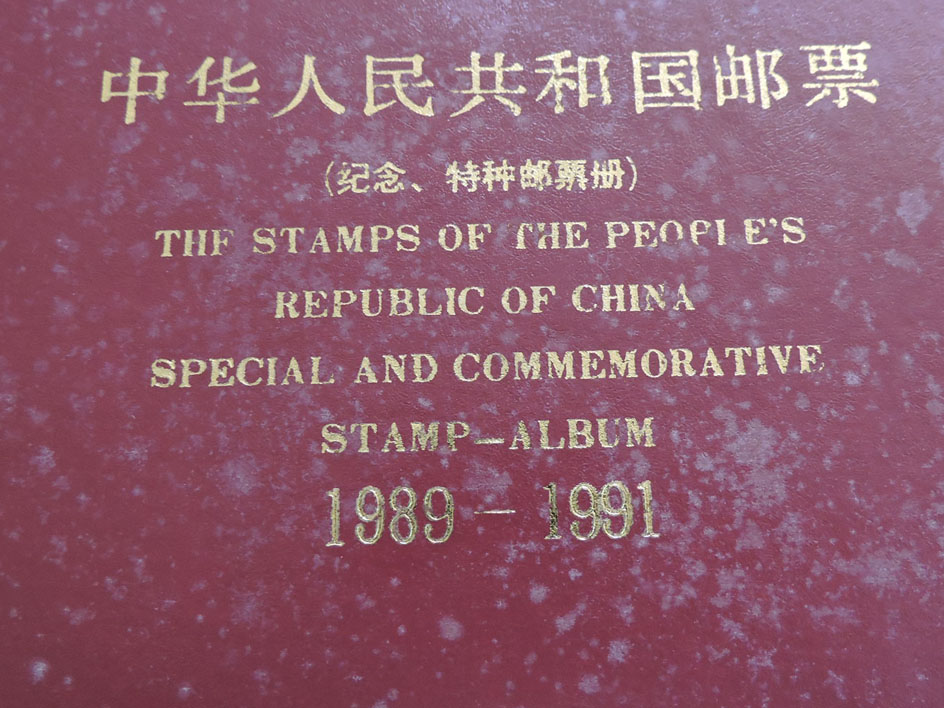 中华人民共和国邮票
(纪念、特种邮票册)
THE STAMPS OF THE PEOPLE'S
REPUBLIC OF CHINA
SPECIAL AND COMMEMORATIVE
STAMP-ALBUM
1989-1991